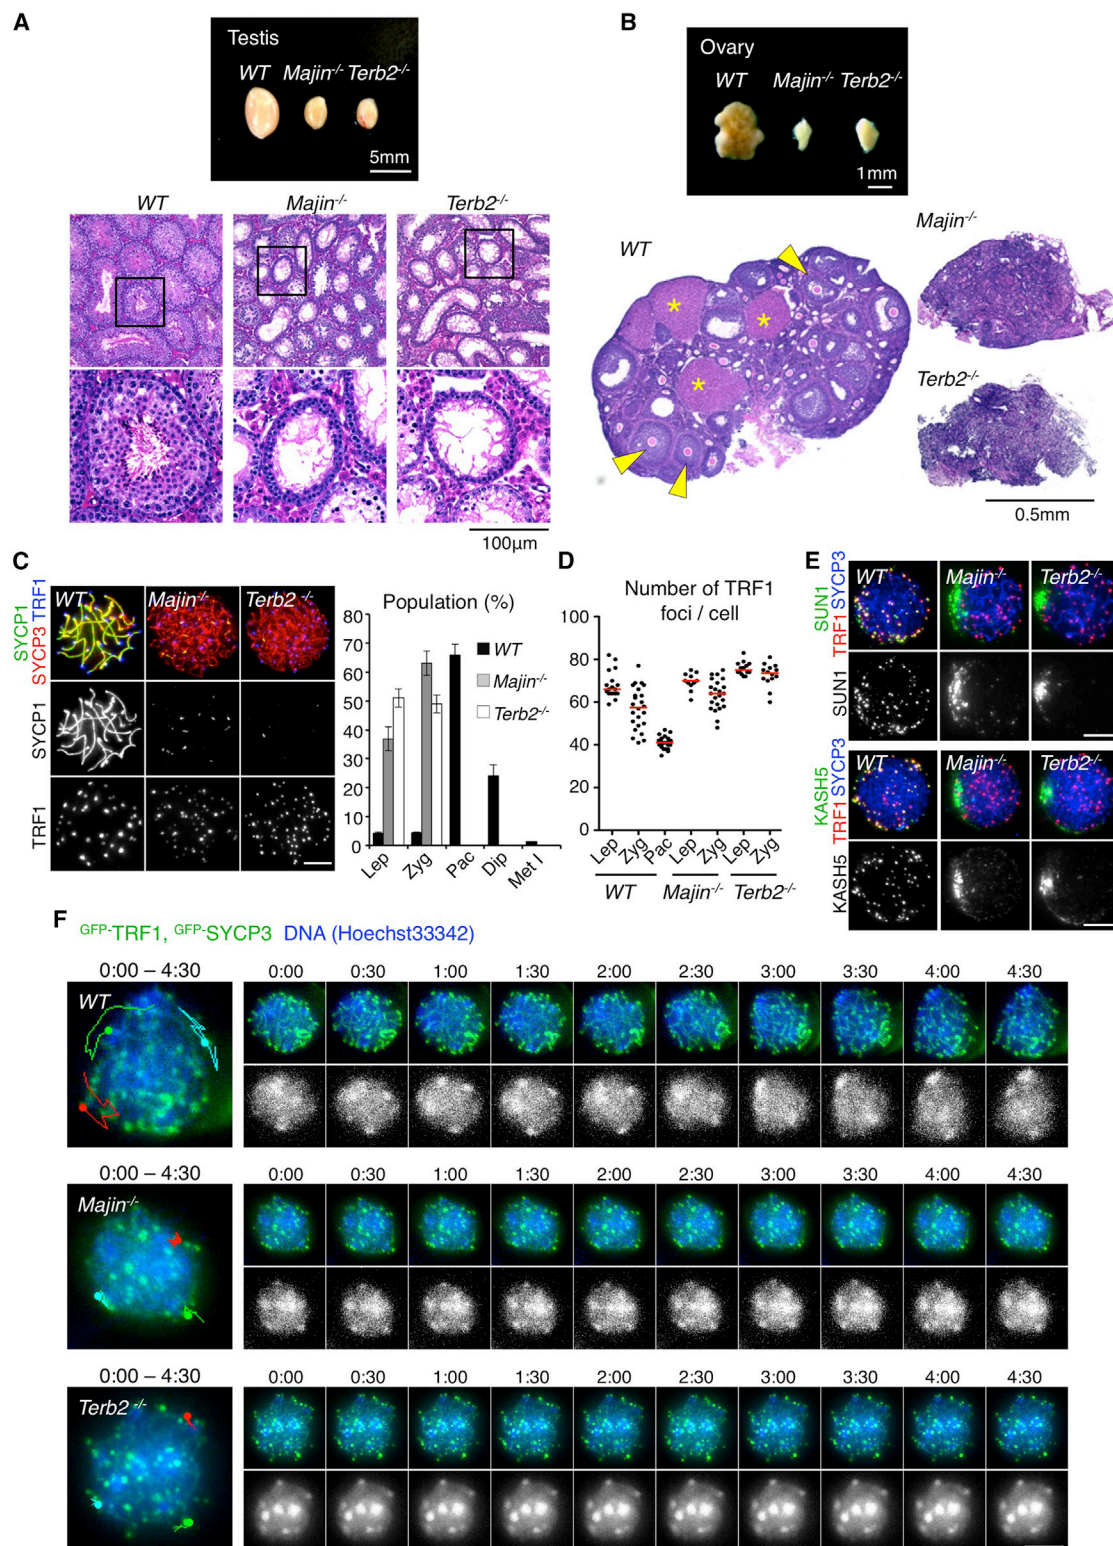 A
Testis
WT Majin-/- Terb2-/-
5mm
WT Majin-/- Terb2-/-
100μm
B
Ovary
WT Majin-/- Terb2-/-
1mm
WT
Majin-/-
Terb2-/-
0.5mm
C
SYCP1
SYCP3 TRF1
WT Majin-/- Terb2 -/-
SYCP1
TRF1
Population (%)
80
70
60
50
40
30
20
10
0
WT
Majin-/-
Terb2-/-
Lep Zyg Pac Dip Met I
D
Number of TRF1
foci / cell
100
80
60
40
20
0
Lep Zyg Pac Lep Zyg Lep Zyg
WT Majin-/- Terb2-/-
E
SUN1
TRF1 SYCP3
WT Majin-/- Terb2-/-
SUN1
KASH5
TRF1 SYCP3
WT Majin-/- Terb2-/-
KASH5
F
GFP-TRF1, GFP-SYCP3 DNA (Hoechst33342)
0:00 – 4:30 0:00 0:30 1:00 1:30 2:00 2:30 3:00 3:30 4:00 4:30
WT
0:00 – 4:30 0:00 0:30 1:00 1:30 2:00 2:30 3:00 3:30 4:00 4:30
Majin-/-
0:00 – 4:30 0:00 0:30 1:00 1:30 2:00 2:30 3:00 3:30 4:00 4:30
Terb2 -/-